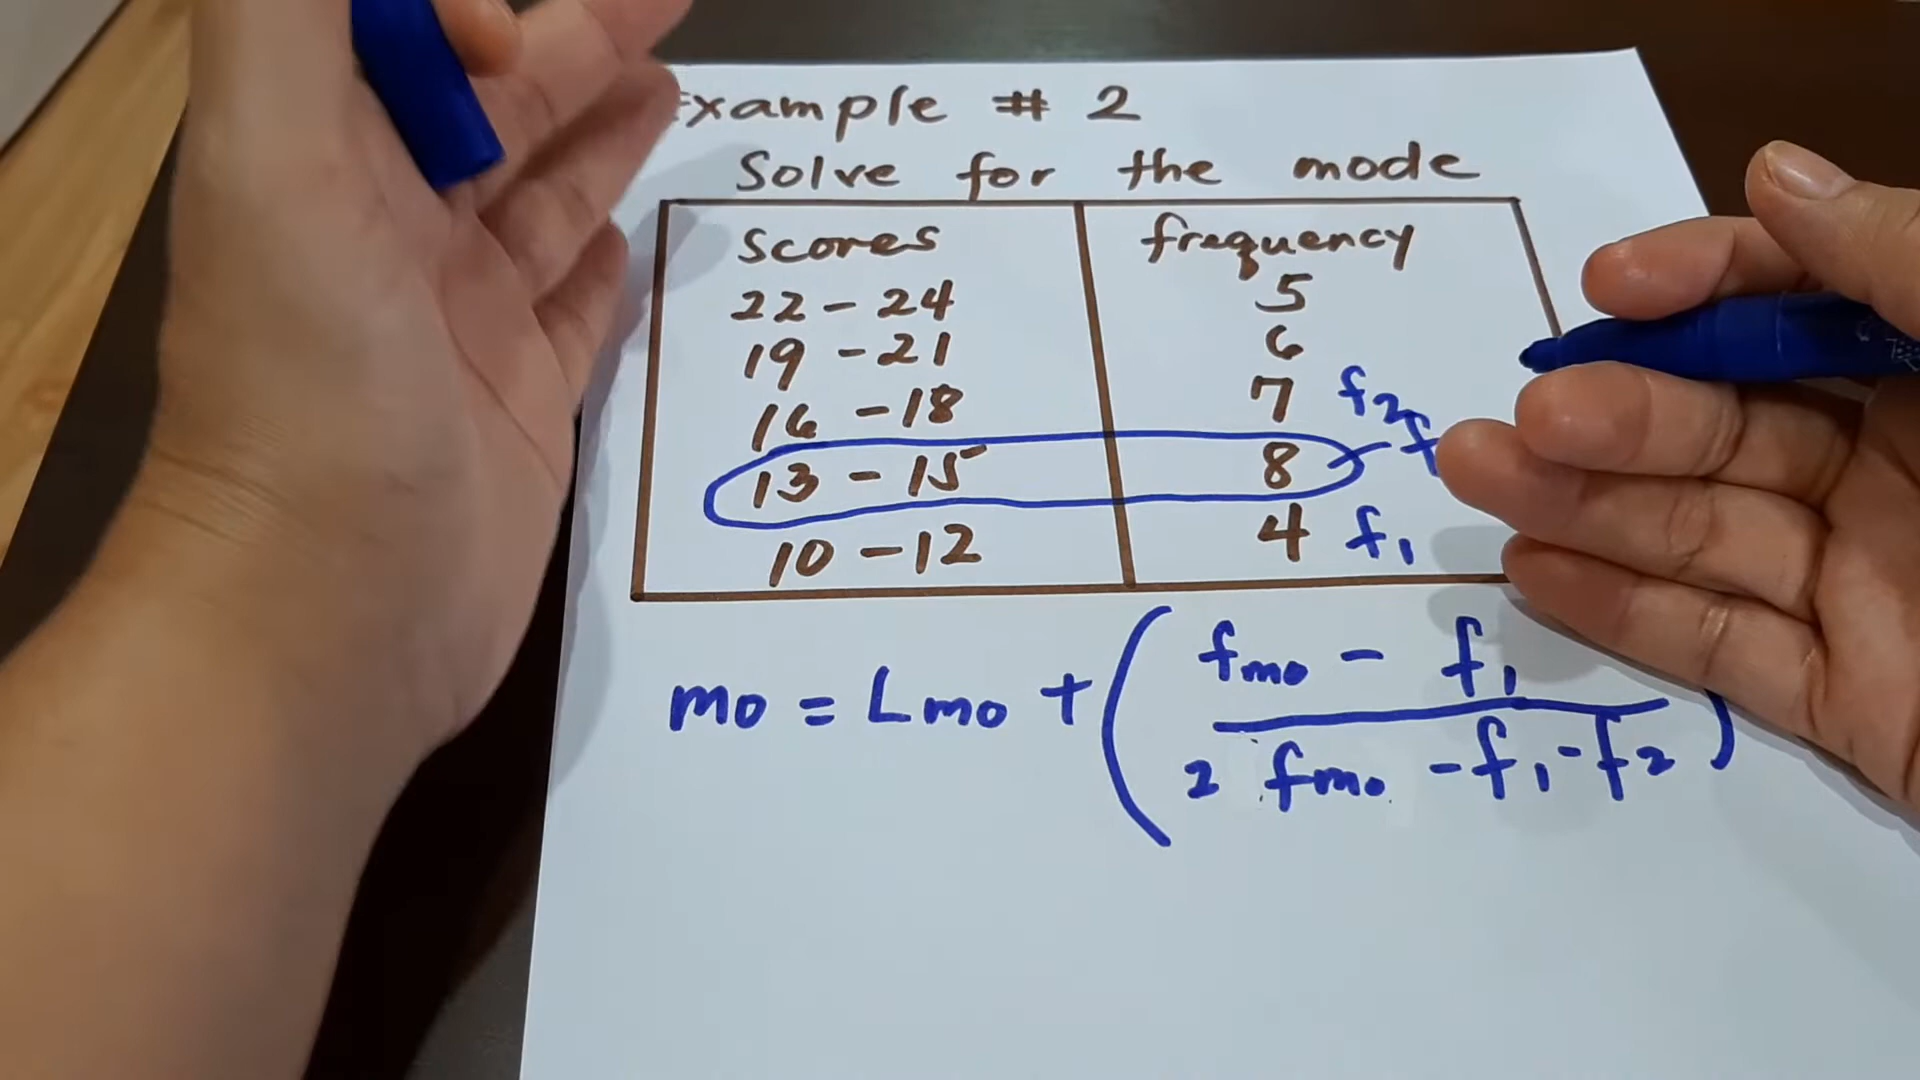 Example # 2
Solve for the mode
Scores frequency
22 - 24 5
19 - 21 6
16 - 18 7 f2
13 - 15 8 f
10 - 12 4 f1
mo = Lmo + ( fmo - f1
2 fmo - f1 - f2 )